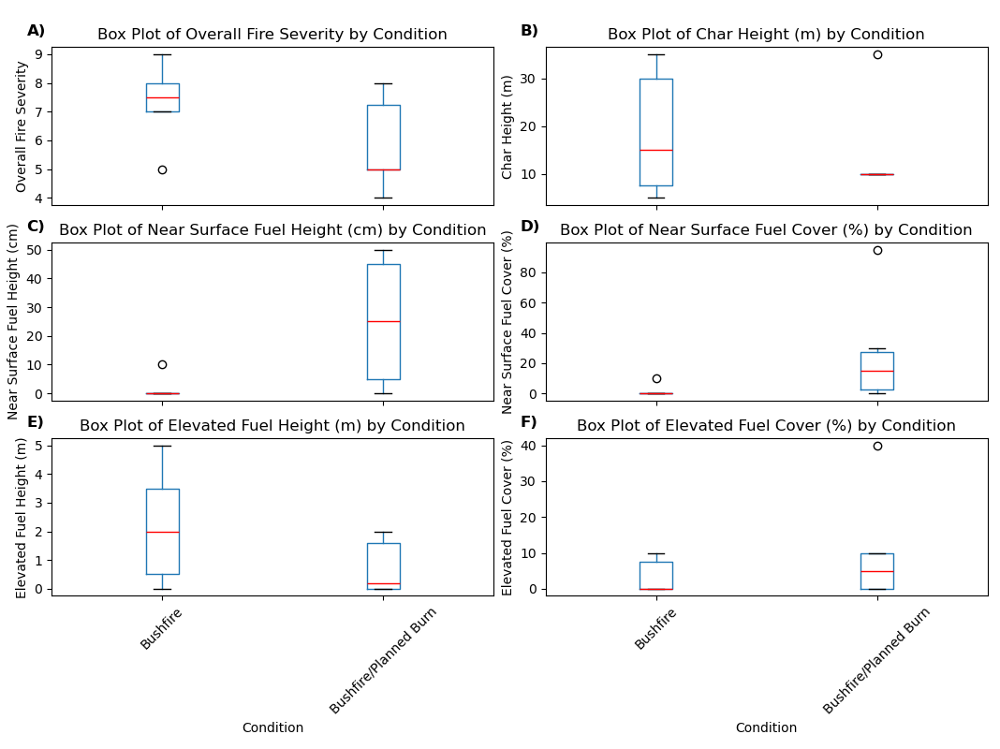 A)
Box Plot of Overall Fire Severity by Condition
Overall Fire Severity
9
8
7
6
5
4
B)
Box Plot of Char Height (m) by Condition
Char Height (m)
30
20
10
C)
Box Plot of Near Surface Fuel Height (cm) by Condition
Near Surface Fuel Height (cm)
50
40
30
20
10
0
D)
Box Plot of Near Surface Fuel Cover (%) by Condition
Near Surface Fuel Cover (%)
80
60
40
20
0
E)
Box Plot of Elevated Fuel Height (m) by Condition
Elevated Fuel Height (m)
5
4
3
2
1
0
Bushfire
Bushfire/Planned Burn
Condition
F)
Box Plot of Elevated Fuel Cover (%) by Condition
Elevated Fuel Cover (%)
40
30
20
10
0
Bushfire
Bushfire/Planned Burn
Condition